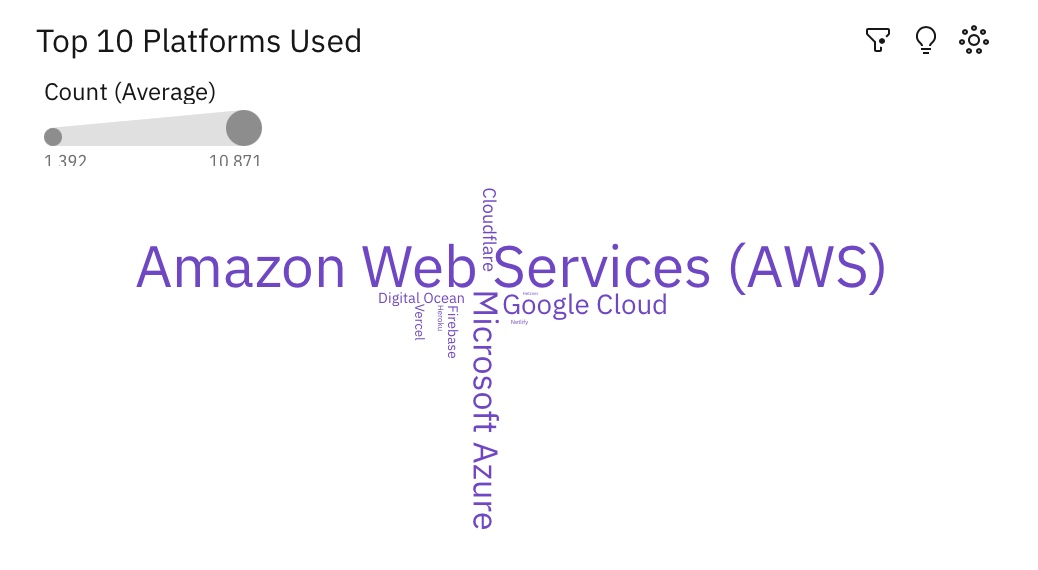 Top 10 Platforms Used
Count (Average)
1,392 10,871
Cloudflare
Amazon Web Services (AWS)
Digital Ocean
Microsoft Azure
Google Cloud
Vercel
Heroku
Firebase
Netlify